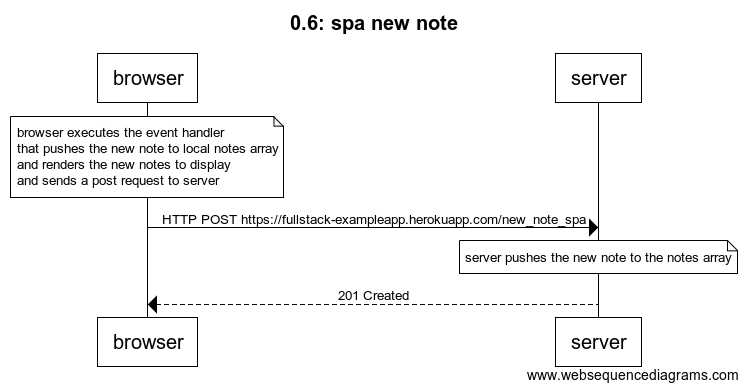 0.6: spa new note
browser
server
browser executes the event handler
that pushes the new note to local notes array
and renders the new notes to display
and sends a post request to server
HTTP POST https://fullstack-exampleapp.herokuapp.com/new_note_spa
server pushes the new note to the notes array
201 Created
browser
server
www.websequencediagrams.com